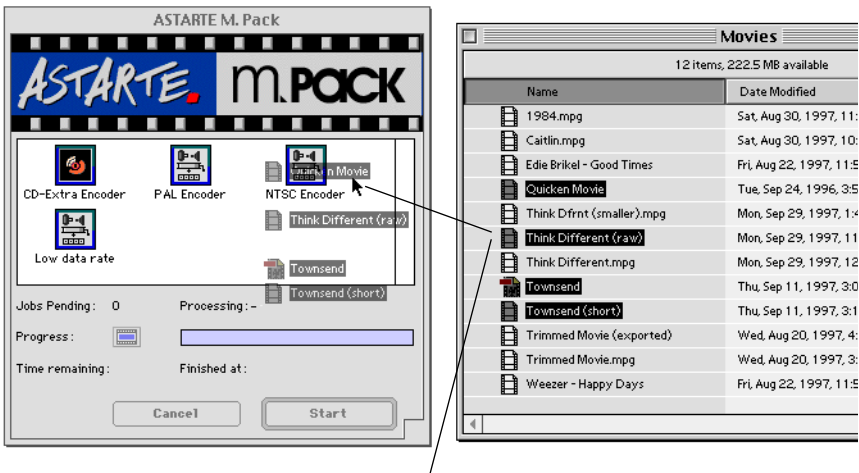 ASTARTE M. Pack
ASTARTE. M.PACK
CD-Extra Encoder
PAL Encoder
NTSC Encoder
Quicken Movie
Think Different (raw)
Low data rate
Townsend
Townsend (short)
Jobs Pending: 0 Processing: -
Progress:
Time remaining: Finished at:
Cancel Start
Movies
12 items, 222.5 MB available
Name Date Modified
1984.mpg Sat, Aug 30, 1997, 11:
Caitlin.mpg Sat, Aug 30, 1997, 10:
Edie Brikel - Good Times Fri, Aug 22, 1997, 11:5
Quicken Movie Tue, Sep 24, 1996, 3:5
Think Dfrnt (smaller).mpg Mon, Sep 29, 1997, 1:4
Think Different (raw) Mon, Sep 29, 1997, 11
Think Different.mpg Mon, Sep 29, 1997, 12
Townsend Thu, Sep 11, 1997, 3:0
Townsend (short) Thu, Sep 11, 1997, 3:1
Trimmed Movie (exported) Wed, Aug 20, 1997, 4:
Trimmed Movie.mpg Wed, Aug 20, 1997, 3:
Weezer - Happy Days Fri, Aug 22, 1997, 11:5